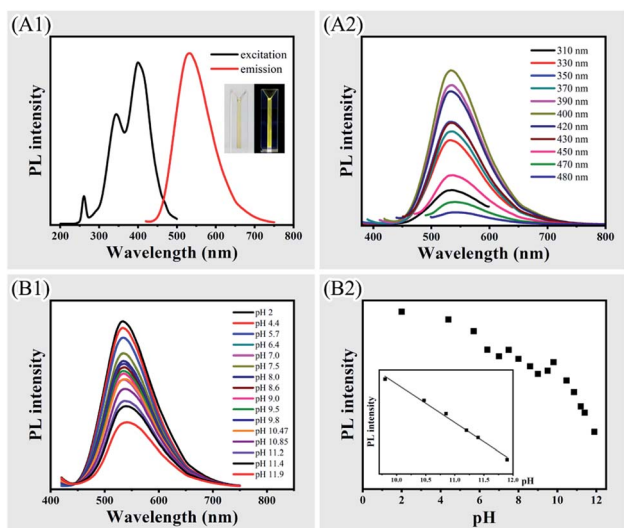 (A1)
PL intensity
excitation
emission
200 300 400 500 600 700 800
Wavelength (nm)
(A2)
PL intensity
310 nm
330 nm
350 nm
370 nm
390 nm
400 nm
420 nm
430 nm
450 nm
470 nm
480 nm
400 500 600 700 800
Wavelength (nm)
(B1)
PL intensity
pH 2
pH 4.4
pH 5.7
pH 6.4
pH 7.0
pH 7.5
pH 8.0
pH 8.6
pH 9.0
pH 9.5
pH 9.8
pH 10.47
pH 10.85
pH 11.2
pH 11.4
pH 11.9
400 500 600 700 800
Wavelength (nm)
(B2)
PL intensity
PL intensity
10.0 10.5 11.0 11.5 12.0
pH
0 2 4 6 8 10 12
pH